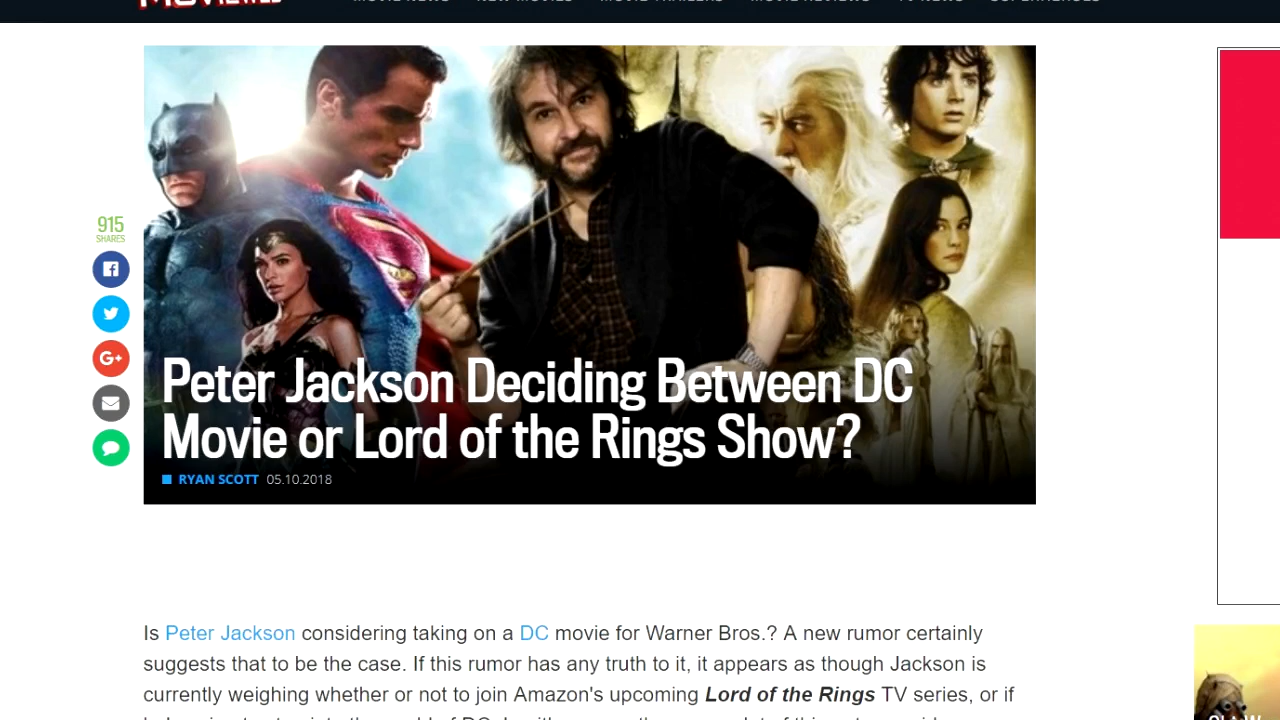 915
SHARES
Peter Jackson Deciding Between DC
Movie or Lord of the Rings Show?
RYAN SCOTT 05.10.2018
Is Peter Jackson considering taking on a DC movie for Warner Bros.? A new rumor certainly
suggests that to be the case. If this rumor has any truth to it, it appears as though Jackson is
currently weighing whether or not to join Amazon's upcoming Lord of the Rings TV series, or if